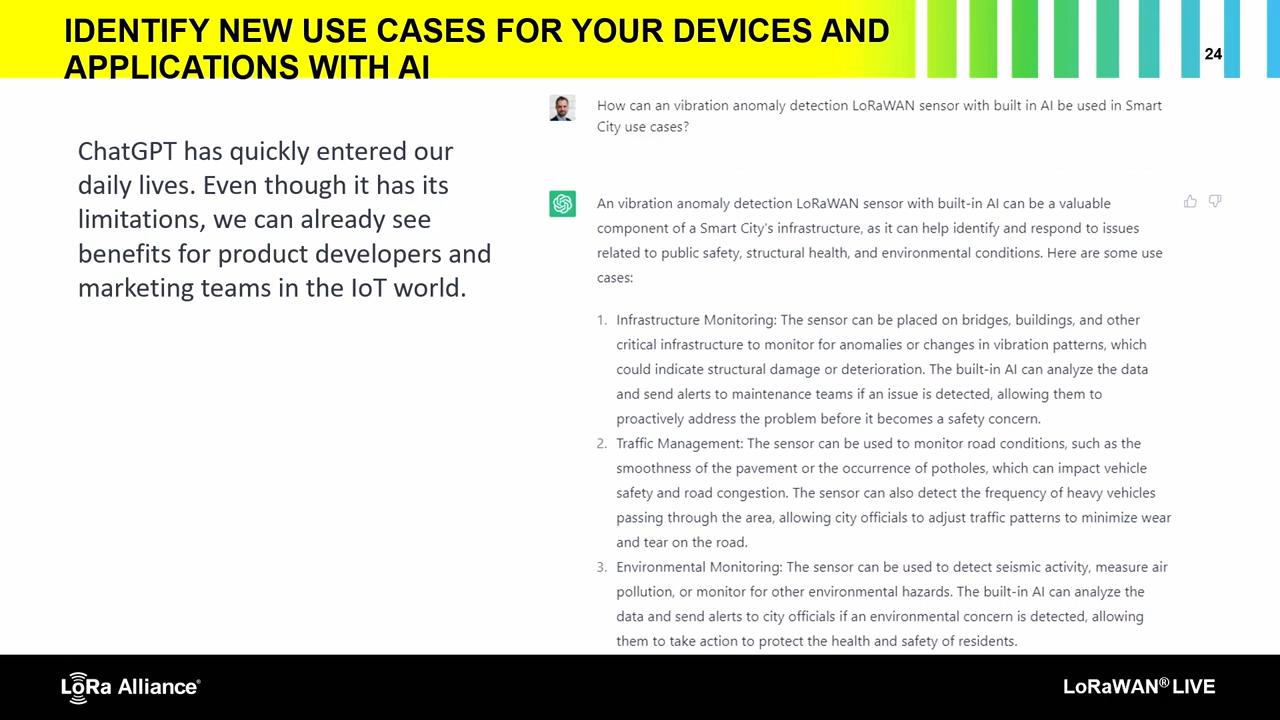 IDENTIFY NEW USE CASES FOR YOUR DEVICES AND
APPLICATIONS WITH AI
24
ChatGPT has quickly entered our
daily lives. Even though it has its
limitations, we can already see
benefits for product developers and
marketing teams in the IoT world.
How can an vibration anomaly detection LoRaWAN sensor with built in AI be used in Smart
City use cases?
An vibration anomaly detection LoRaWAN sensor with built-in AI can be a valuable
component of a Smart City's infrastructure, as it can help identify and respond to issues
related to public safety, structural health, and environmental conditions. Here are some use
cases:
1. Infrastructure Monitoring: The sensor can be placed on bridges, buildings, and other
critical infrastructure to monitor for anomalies or changes in vibration patterns, which
could indicate structural damage or deterioration. The built-in AI can analyze the data
and send alerts to maintenance teams if an issue is detected, allowing them to
proactively address the problem before it becomes a safety concern.
2. Traffic Management: The sensor can be used to monitor road conditions, such as the
smoothness of the pavement or the occurrence of potholes, which can impact vehicle
safety and road congestion. The sensor can also detect the frequency of heavy vehicles
passing through the area, allowing city officials to adjust traffic patterns to minimize wear
and tear on the road.
3. Environmental Monitoring: The sensor can be used to detect seismic activity, measure air
pollution, or monitor for other environmental hazards. The built-in AI can analyze the
data and send alerts to city officials if an environmental concern is detected, allowing
them to take action to protect the health and safety of residents.
LoRa Alliance®
LoRaWAN® LIVE